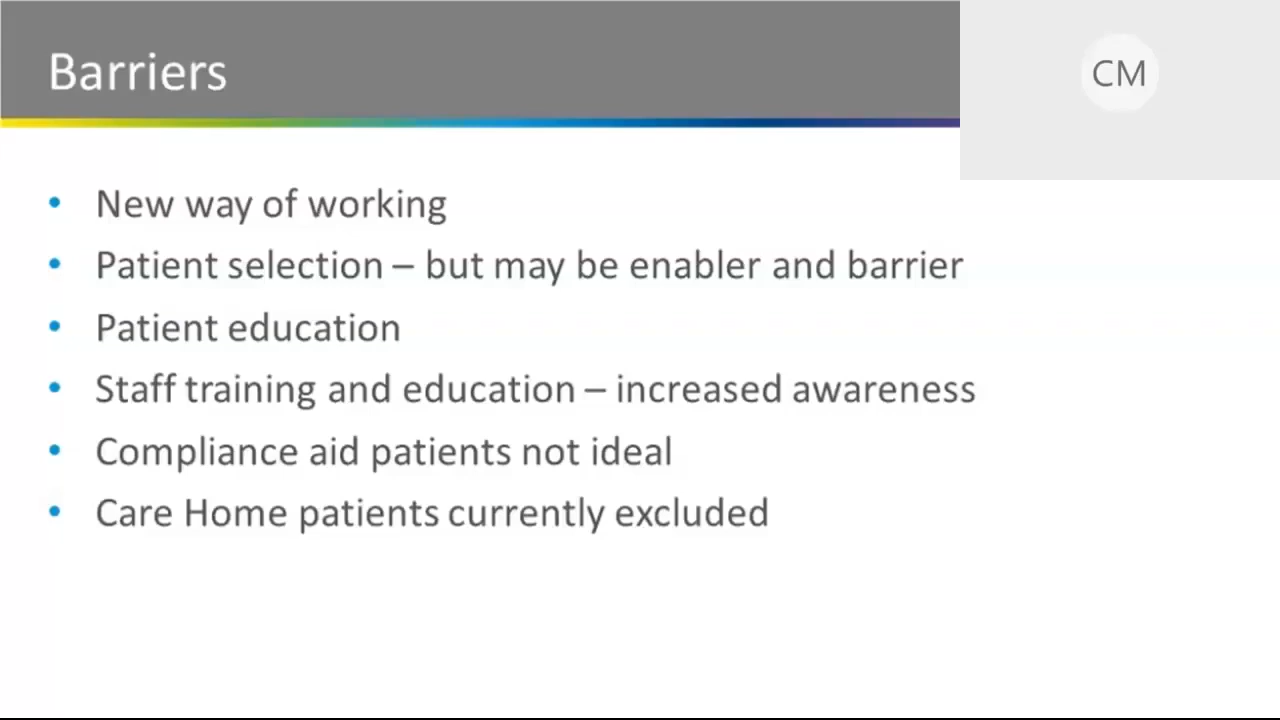 Barriers
CM
• New way of working
• Patient selection – but may be enabler and barrier
• Patient education
• Staff training and education – increased awareness
• Compliance aid patients not ideal
• Care Home patients currently excluded